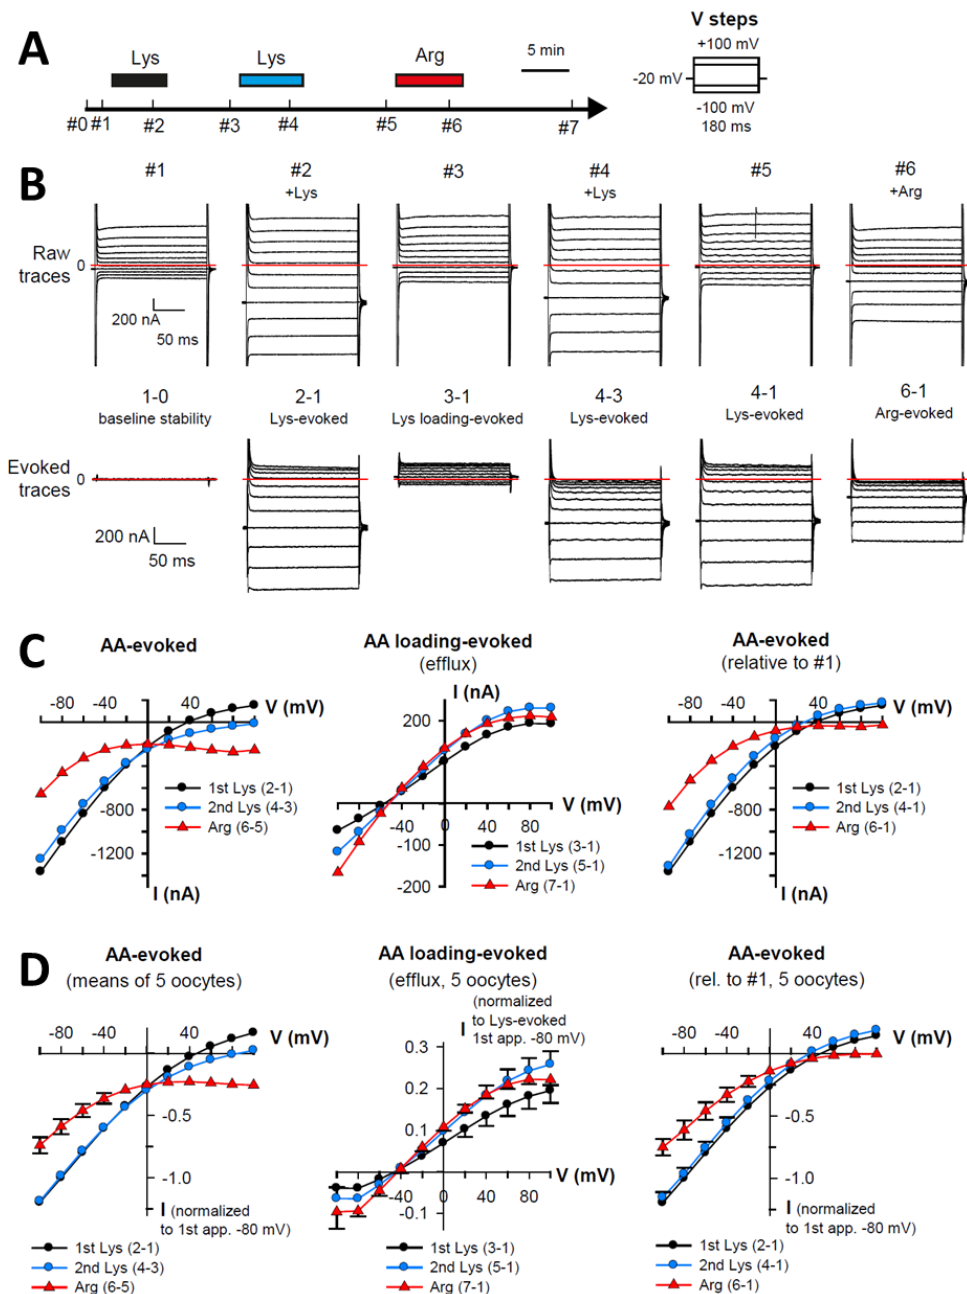 A
Lys
Lys
Arg
5 min
#0 #1 #2 #3 #4 #5 #6 #7
V steps
+100 mV
-20 mV
-100 mV
180 ms
B
#1
#2
+Lys
#3
#4
+Lys
#5
#6
+Arg
Raw
traces
0
200 nA
50 ms
1-0
baseline stability
2-1
Lys-evoked
3-1
Lys loading-evoked
4-3
Lys-evoked
4-1
Lys-evoked
6-1
Arg-evoked
Evoked
traces
0
200 nA
50 ms
C
AA-evoked
-80 -40 0 40
V (mV)
-800
-1200
I (nA)
1st Lys (2-1)
2nd Lys (4-3)
Arg (6-5)
AA loading-evoked
(efflux)
I (nA)
200
V (mV)
-40 0 40 80
-100
-200
1st Lys (3-1)
2nd Lys (5-1)
Arg (7-1)
AA-evoked
(relative to #1)
-80 -40 0 40
V (mV)
-800
-1200
I (nA)
1st Lys (2-1)
2nd Lys (4-1)
Arg (6-1)
D
AA-evoked
(means of 5 oocytes)
-80 -40 0 40
V (mV)
-0.5
-1.0
I (normalized
to 1st app. -80 mV)
1st Lys (2-1)
2nd Lys (4-3)
Arg (6-5)
AA loading-evoked
(efflux, 5 oocytes)
(normalized
I to Lys-evoked
1st app. -80 mV)
0.3
0.2
0.1
V (mV)
-40 0 40 80
-0.1
1st Lys (3-1)
2nd Lys (5-1)
Arg (7-1)
AA-evoked
(rel. to #1, 5 oocytes)
-80 -40 0 40
V (mV)
-0.5
-1.0
I (normalized
to 1st app. -80 mV)
1st Lys (2-1)
2nd Lys (4-1)
Arg (6-1)